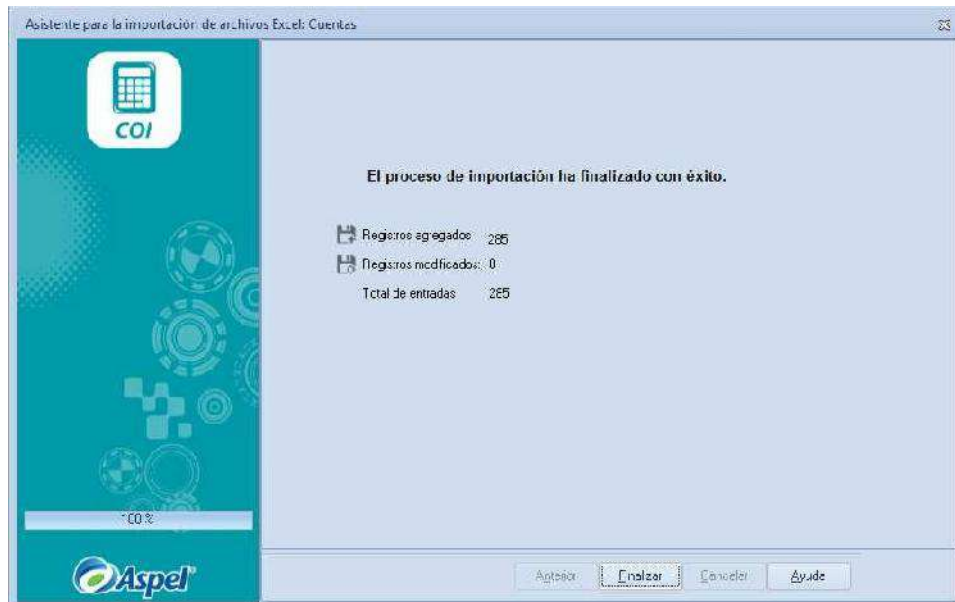 Asistente para la importación de archivos Excel: Cuentas
COI
El proceso de importación ha finalizado con éxito.
Registros agregados 285
Registros modificados: 0
Total de entradas 285
100 %
Aspel
Anterior Finalizar Cancelar Ayuda